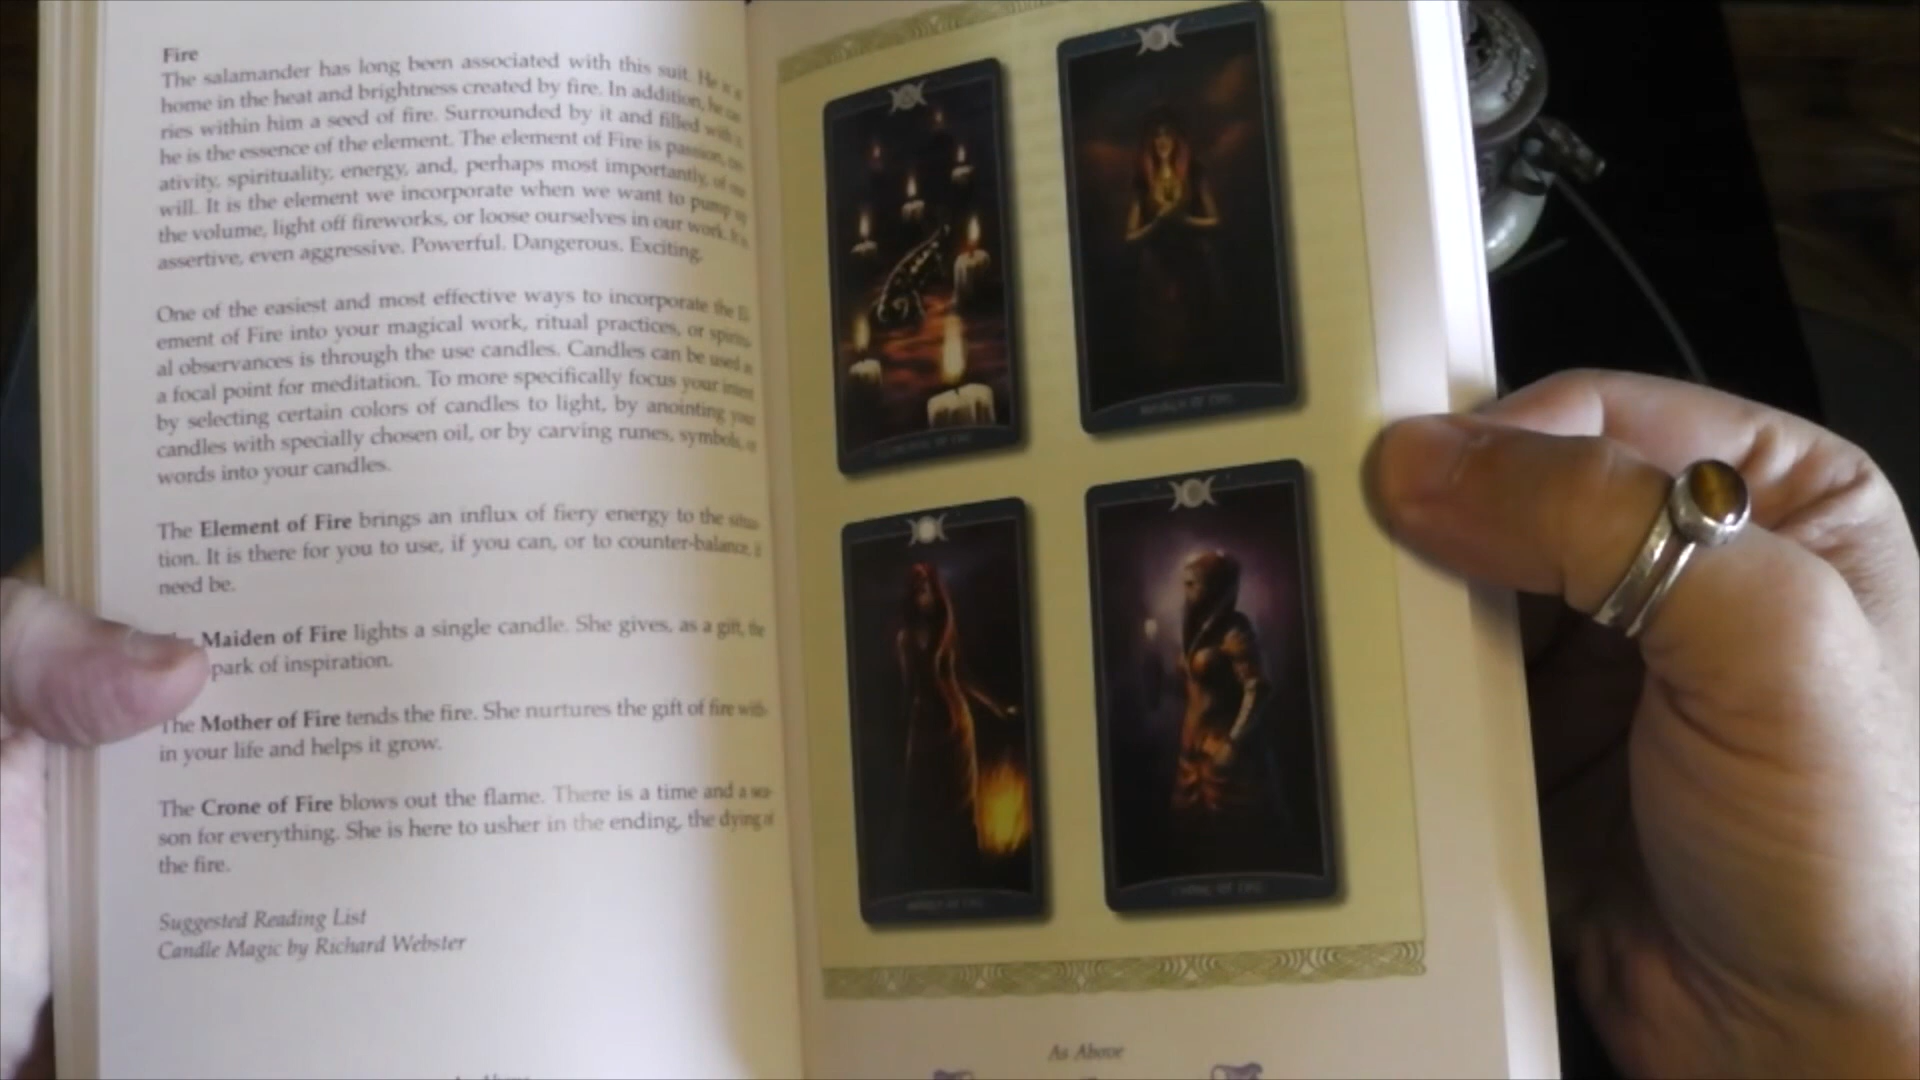 Fire
The salamander has long been associated with this suit. He is at
home in the heat and brightness created by fire. In addition, he
ries within him a seed of fire. Surrounded by it and filled with it,
he is the essence of the element. The element of Fire is passion,
ativity, spirituality, energy, and, perhaps most importantly, of
will. It is the element we incorporate when we want to pump up
the volume, light off fireworks, or loose ourselves in our work. It is
assertive, even aggressive. Powerful. Dangerous. Exciting.
One of the easiest and most effective ways to incorporate the El-
ement of Fire into your magical work, ritual practices, or spiritu-
al observances is through the use candles. Candles can be used as
a focal point for meditation. To more specifically focus your intent
by selecting certain colors of candles to light, by anointing your
candles with specially chosen oil, or by carving runes, symbols, or
words into your candles.
The Element of Fire brings an influx of fiery energy to the situa-
tion. It is there for you to use, if you can, or to counter-balance, if
need be.
Maiden of Fire lights a single candle. She gives, as a gift, the
park of inspiration.
The Mother of Fire tends the fire. She nurtures the gift of fire with-
in your life and helps it grow.
The Crone of Fire blows out the flame. There is a time and a sea-
son for everything. She is here to usher in the ending, the dying of
the fire.
Suggested Reading List
Candle Magic by Richard Webster
ELEMENT OF FIRE
MAIDEN OF FIRE
MOTHER OF FIRE
CRONE OF FIRE
As Above